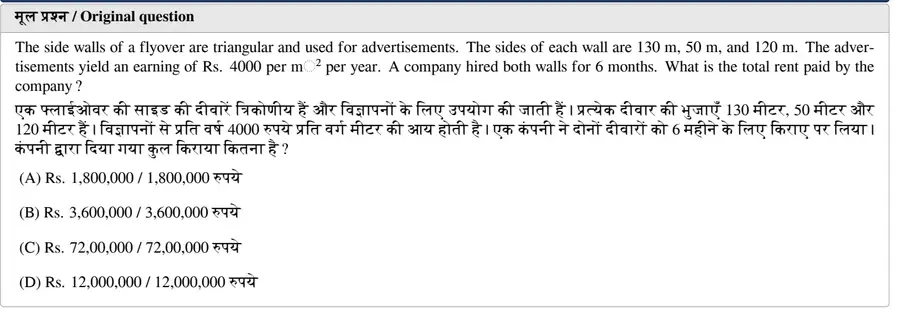 मूल प्रश्न / Original question
The side walls of a flyover are triangular and used for advertisements. The sides of each wall are 130 m, 50 m, and 120 m. The adver-
tisements yield an earning of Rs. 4000 per m◌ॢ² per year. A company hired both walls for 6 months. What is the total rent paid by the
company ?
एक फ्लाईओवर की साइड की दीवारें त्रिकोणीय हैं और विज्ञापनों के लिए उपयोग की जाती हैं। प्रत्येक दीवार की भुजाएँ 130 मीटर, 50 मीटर और
120 मीटर हैं। विज्ञापनों से प्रति वर्ष 4000 रुपये प्रति वर्ग मीटर की आय होती है। एक कंपनी ने दोनों दीवारों को 6 महीने के लिए किराए पर लिया।
कंपनी द्वारा दिया गया कुल किराया कितना है ?
(A) Rs. 1,800,000 / 1,800,000 रुपये
(B) Rs. 3,600,000 / 3,600,000 रुपये
(C) Rs. 72,00,000 / 72,00,000 रुपये
(D) Rs. 12,000,000 / 12,000,000 रुपये